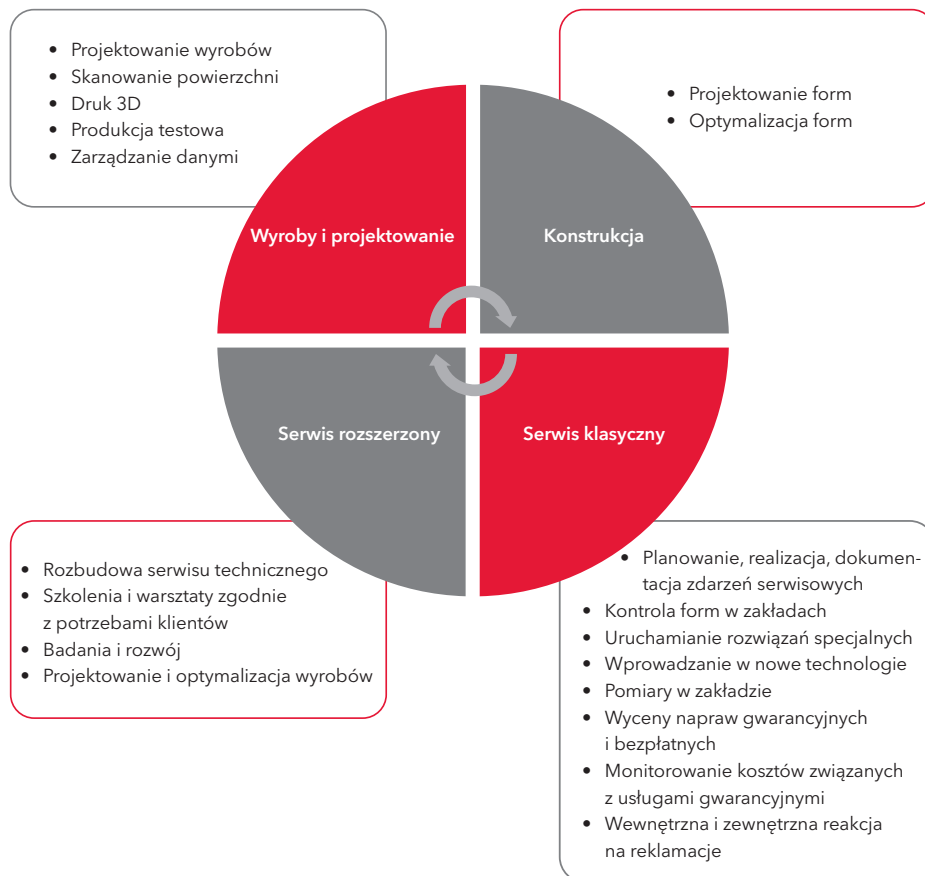 • Projektowanie wyrobów
• Skanowanie powierzchni
• Druk 3D
• Produkcja testowa
• Zarządzanie danymi
• Projektowanie form
• Optymalizacja form
Wyroby i projektowanie
Konstrukcja
Serwis rozszerzony
Serwis klasyczny
• Rozbudowa serwisu technicznego
• Szkolenia i warsztaty zgodnie
z potrzebami klientów
• Badania i rozwój
• Projektowanie i optymalizacja wyrobów
• Planowanie, realizacja, dokumen-
tacja zdarzeń serwisowych
• Kontrola form w zakładach
• Uruchamianie rozwiązań specjalnych
• Wprowadzanie w nowe technologie
• Pomiary w zakładzie
• Wyceny napraw gwarancyjnych
i bezpłatnych
• Monitorowanie kosztów związanych
z usługami gwarancyjnymi
• Wewnętrzna i zewnętrzna reakcja
na reklamacje